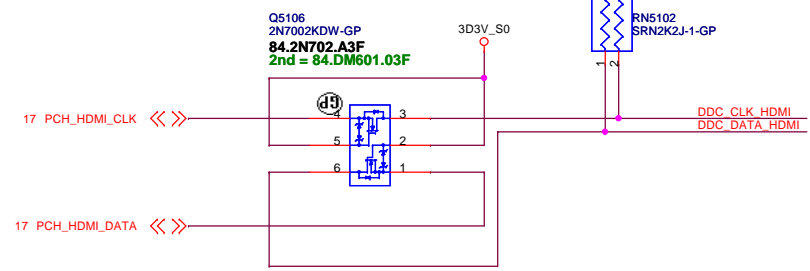 Q5106
2N7002KDW-GP
84.2N702.A3F
2nd = 84.DM601.03F
3D3V_S0
RN5102
SRN2K2J-1-GP
1
2
GP
17 PCH_HDMI_CLK
4
3
DDC_CLK_HDMI
DDC_DATA_HDMI
5
2
6
1
17 PCH_HDMI_DATA